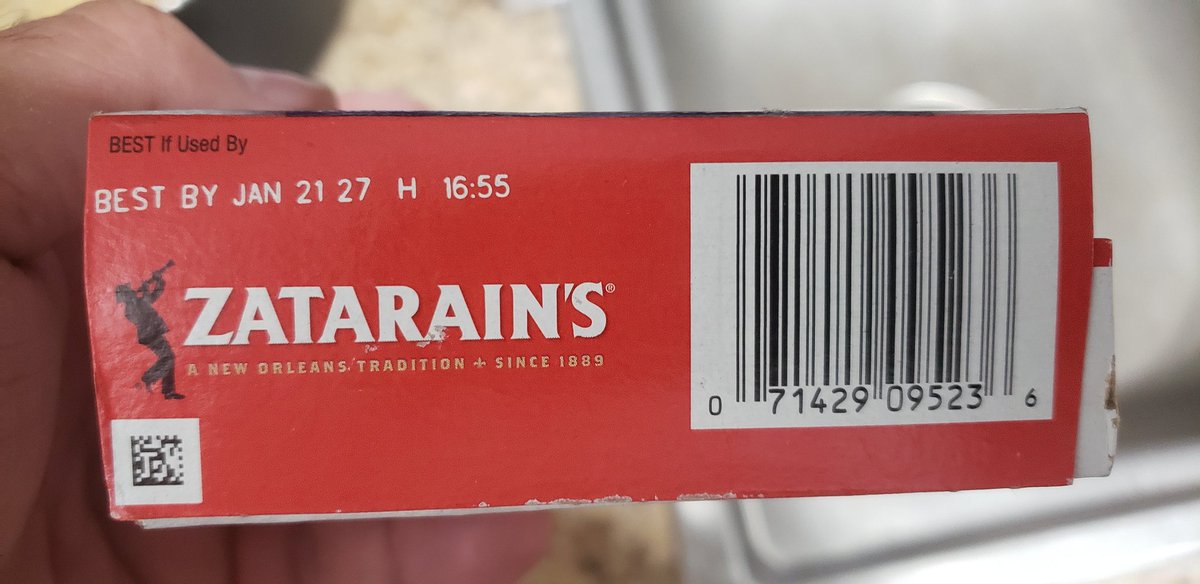 BEST If Used By
BEST BY JAN 21 27 H 16:55
ZATARAIN'S®
A NEW ORLEANS TRADITION + SINCE 1889
0 71429 09523 6